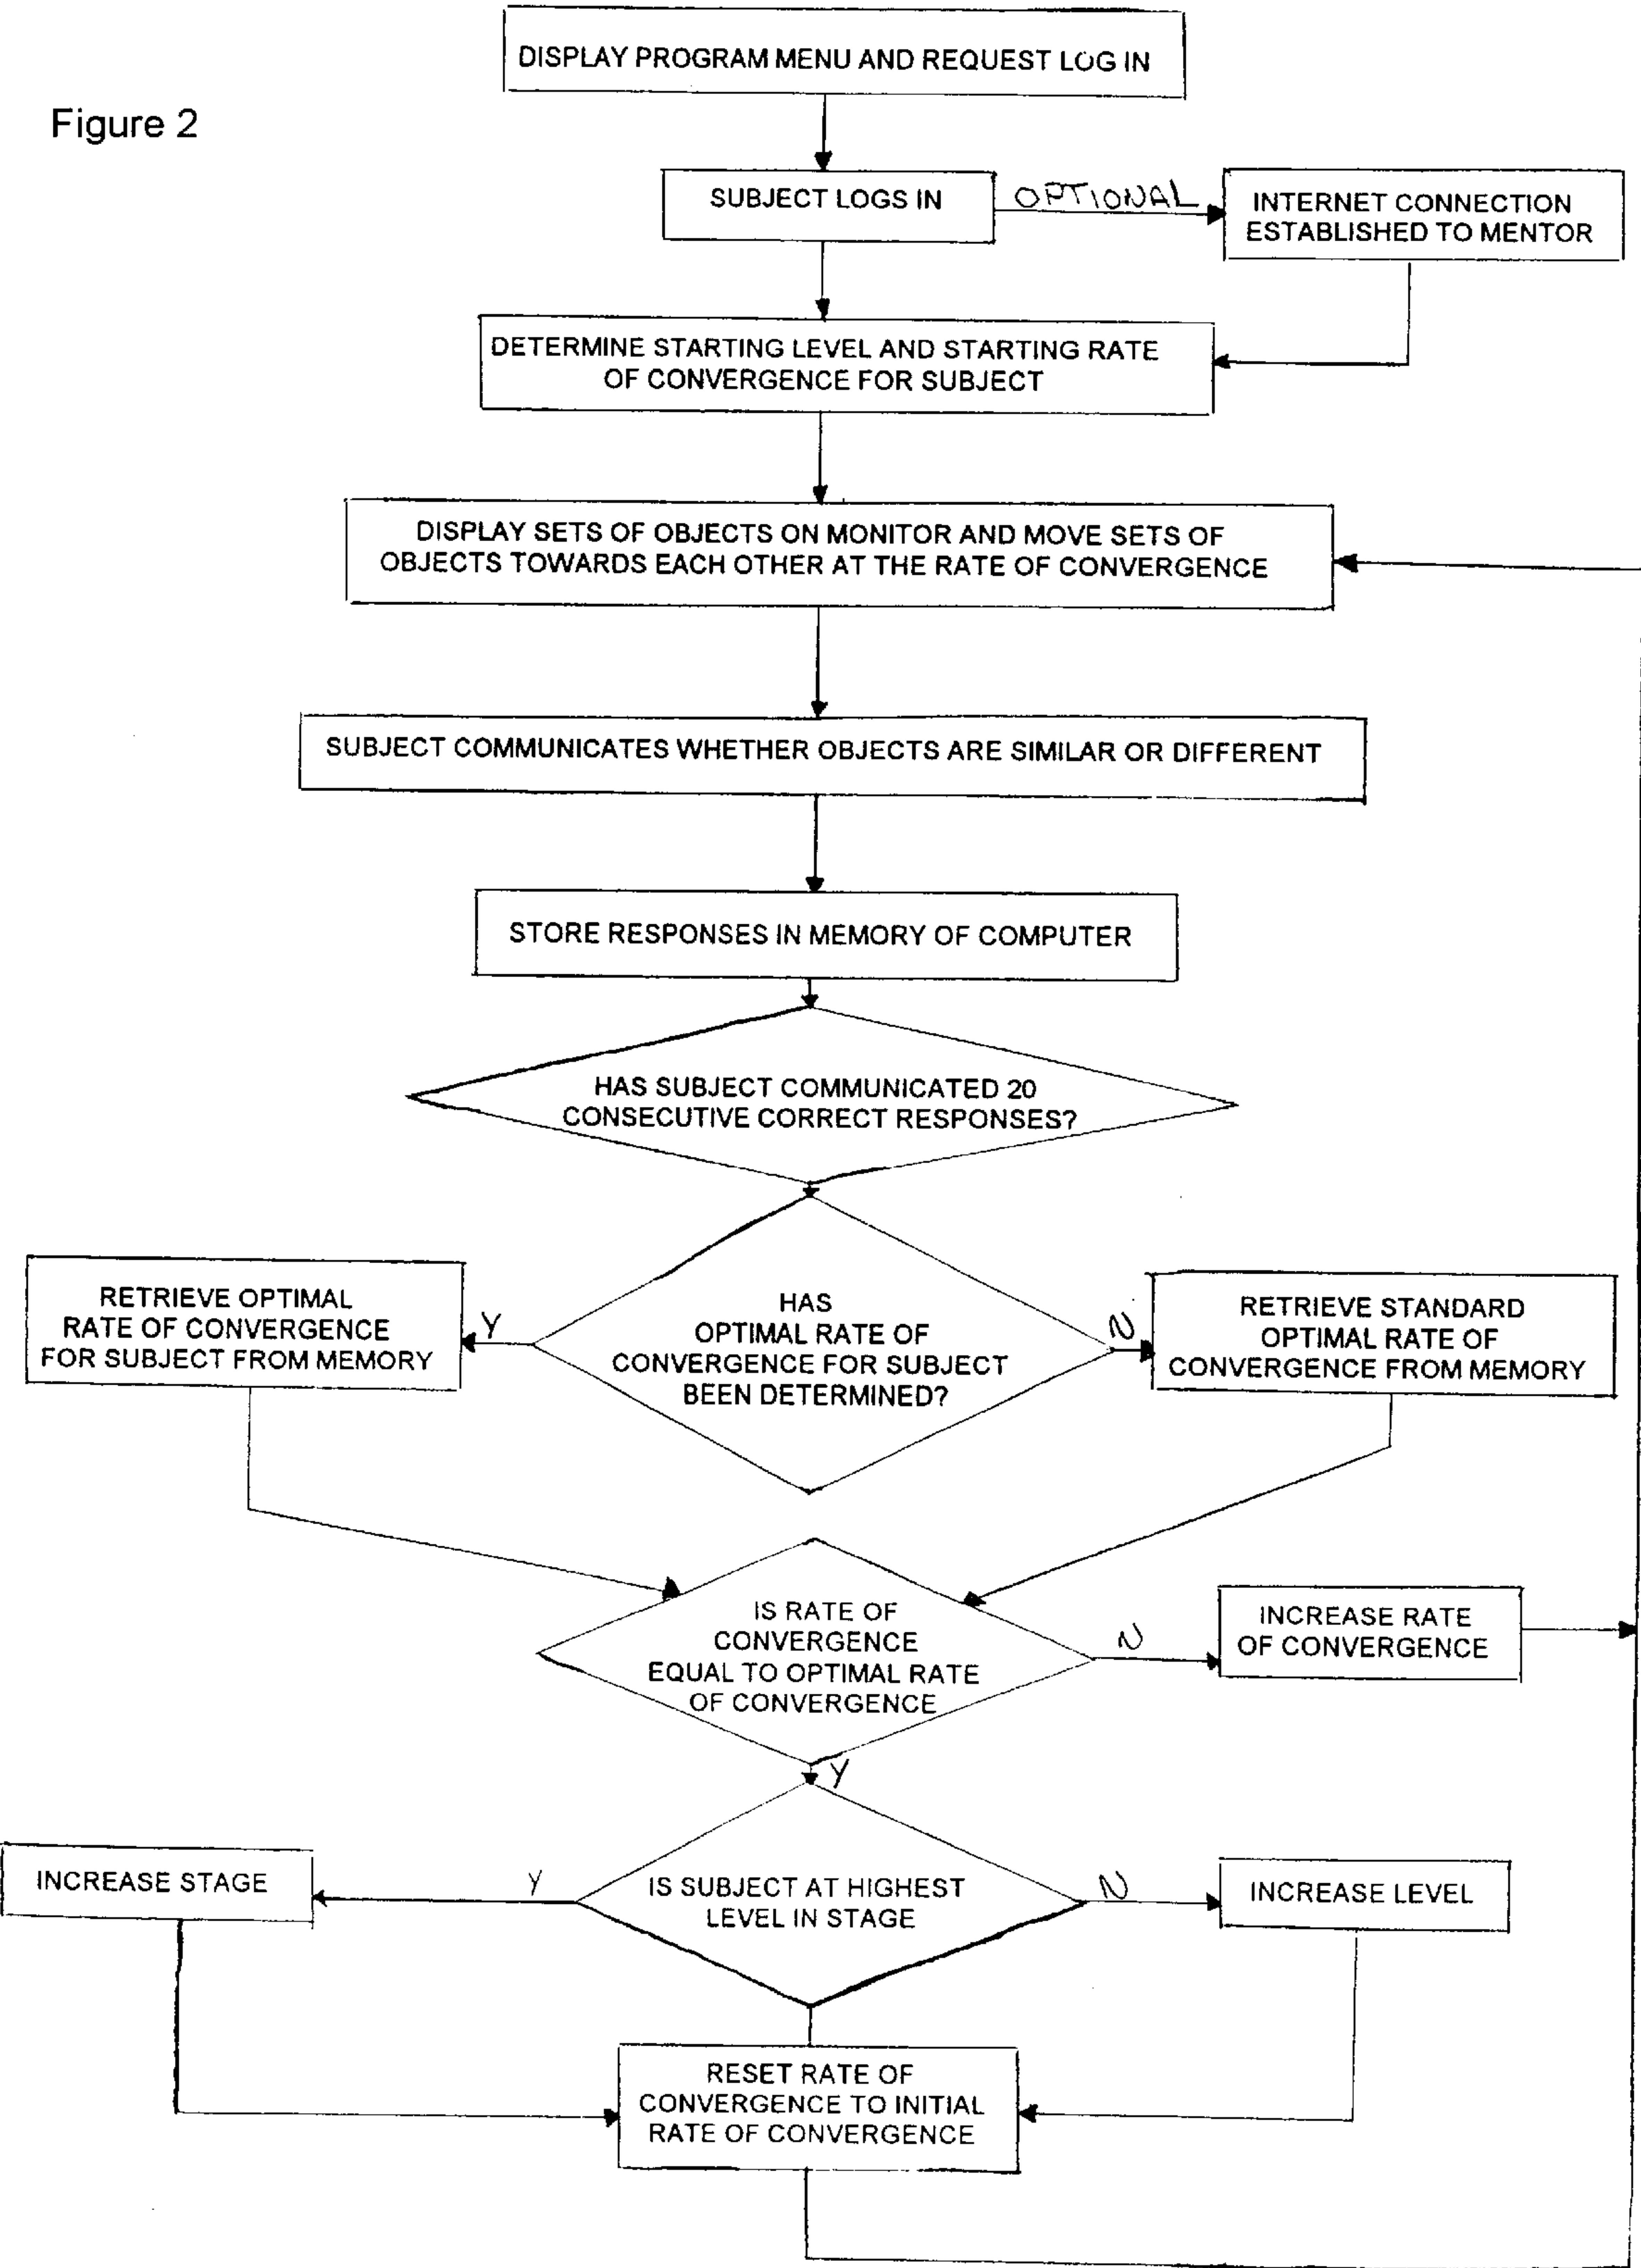 DISPLAY PROGRAM MENU AND REQUEST LOG IN
Figure 2
SUBJECT LOGS IN
OPTIONAL
INTERNET CONNECTION
ESTABLISHED TO MENTOR
DETERMINE STARTING LEVEL AND STARTING RATE
OF CONVERGENCE FOR SUBJECT
DISPLAY SETS OF OBJECTS ON MONITOR AND MOVE SETS OF
OBJECTS TOWARDS EACH OTHER AT THE RATE OF CONVERGENCE
SUBJECT COMMUNICATES WHETHER OBJECTS ARE SIMILAR OR DIFFERENT
STORE RESPONSES IN MEMORY OF COMPUTER
HAS SUBJECT COMMUNICATED 20
CONSECUTIVE CORRECT RESPONSES?
RETRIEVE OPTIMAL
RATE OF CONVERGENCE
FOR SUBJECT FROM MEMORY
Y
HAS
OPTIMAL RATE OF
CONVERGENCE FOR SUBJECT
BEEN DETERMINED?
N
RETRIEVE STANDARD
OPTIMAL RATE OF
CONVERGENCE FROM MEMORY
IS RATE OF
CONVERGENCE
EQUAL TO OPTIMAL RATE
OF CONVERGENCE
N
INCREASE RATE
OF CONVERGENCE
Y
INCREASE STAGE
Y
IS SUBJECT AT HIGHEST
LEVEL IN STAGE
N
INCREASE LEVEL
RESET RATE OF
CONVERGENCE TO INITIAL
RATE OF CONVERGENCE